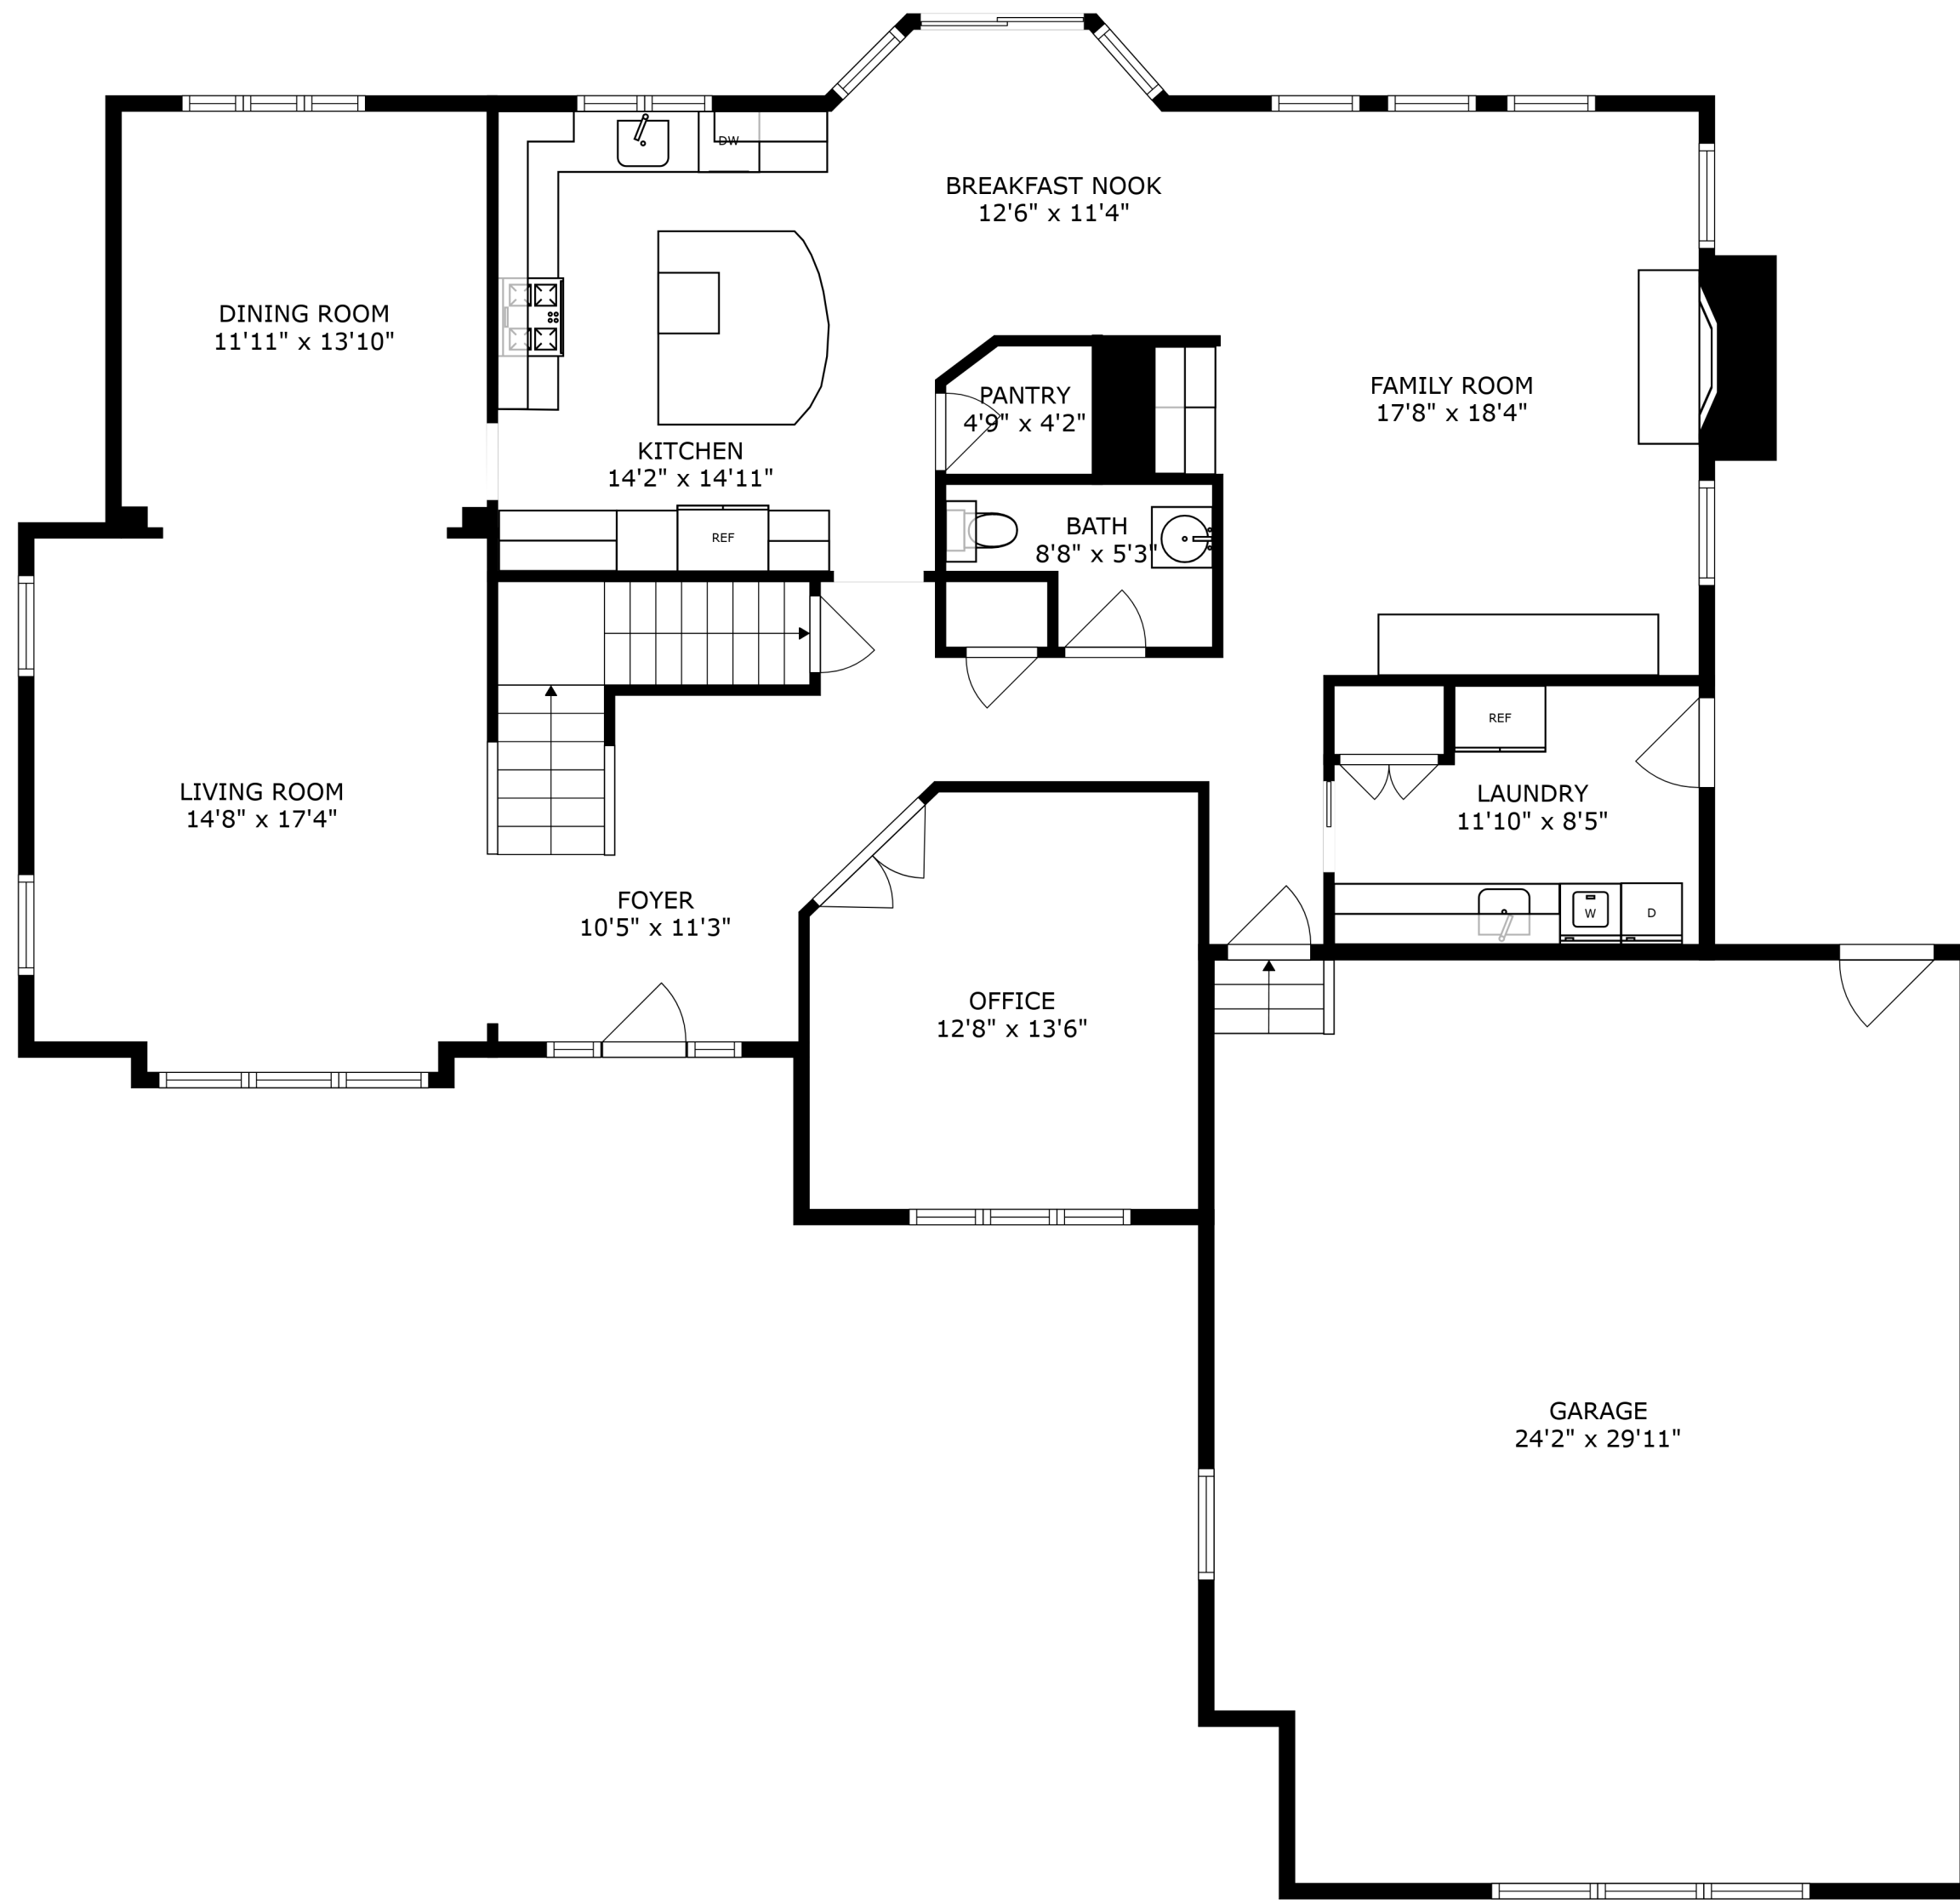 DW
BREAKFAST NOOK
12'6" x 11'4"
DINING ROOM
11'11" x 13'10"
PANTRY
4'9" x 4'2"
FAMILY ROOM
17'8" x 18'4"
KITCHEN
14'2" x 14'11"
REF
BATH
8'8" x 5'3"
REF
LIVING ROOM
14'8" x 17'4"
LAUNDRY
11'10" x 8'5"
FOYER
10'5" x 11'3"
W
D
OFFICE
12'8" x 13'6"
GARAGE
24'2" x 29'11"